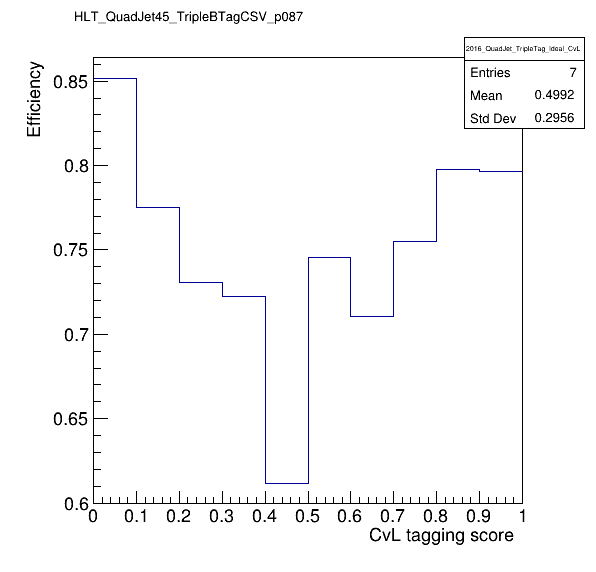 HLT_QuadJet45_TripleBTagCSV_p087
2016_QuadJet_TripleTag_Ideal_CvL
Entries 7
Mean 0.4992
Std Dev 0.2956
Efficiency
0.85
0.8
0.75
0.7
0.65
0.6
0 0.1 0.2 0.3 0.4 0.5 0.6 0.7 0.8 0.9 1
CvL tagging score